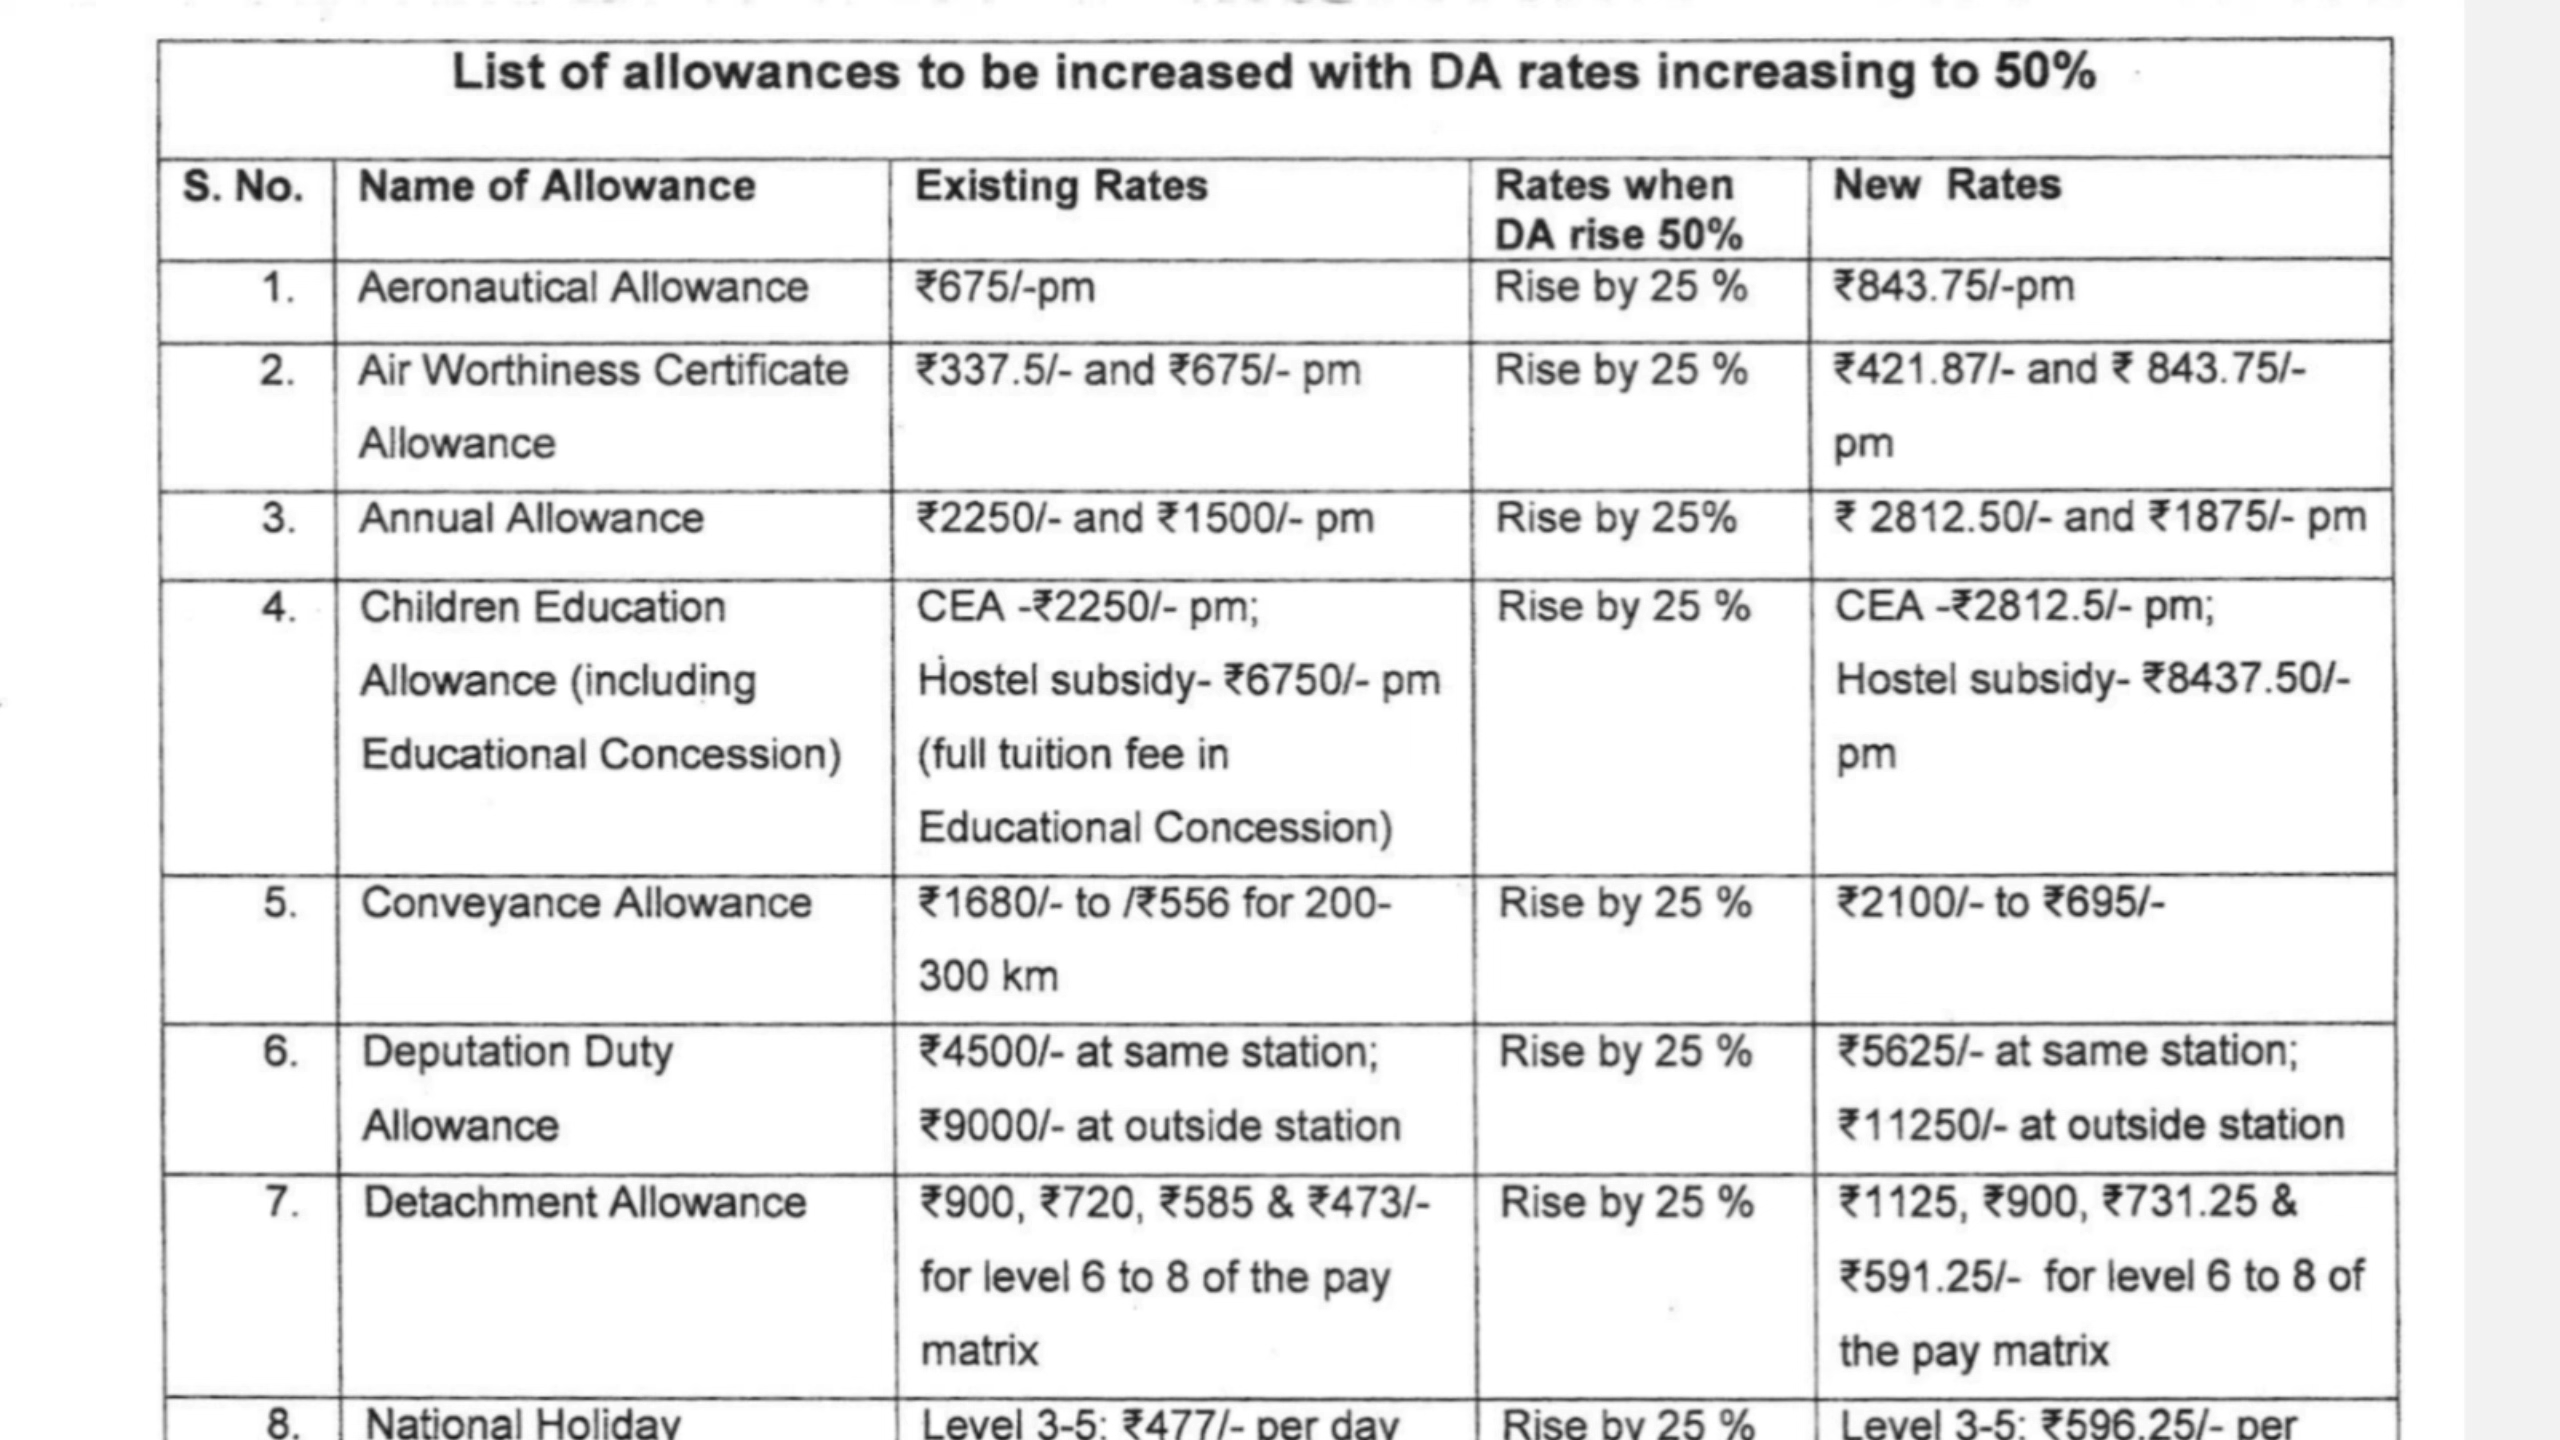 List of allowances to be increased with DA rates increasing to 50%
S. No. Name of Allowance Existing Rates Rates when New Rates
DA rise 50%
1. Aeronautical Allowance ₹675/-pm Rise by 25 % ₹843.75/-pm
2. Air Worthiness Certificate ₹337.5/- and ₹675/- pm Rise by 25 % ₹421.87/- and ₹ 843.75/-
Allowance pm
3. Annual Allowance ₹2250/- and ₹1500/- pm Rise by 25% ₹ 2812.50/- and ₹1875/- pm
4. Children Education CEA -₹2250/- pm; Rise by 25 % CEA -₹2812.5/- pm;
Allowance (including Hostel subsidy- ₹6750/- pm Hostel subsidy- ₹8437.50/-
Educational Concession) (full tuition fee in pm
Educational Concession)
5. Conveyance Allowance ₹1680/- to /₹556 for 200- Rise by 25 % ₹2100/- to ₹695/-
300 km
6. Deputation Duty ₹4500/- at same station; Rise by 25 % ₹5625/- at same station;
Allowance ₹9000/- at outside station ₹11250/- at outside station
7. Detachment Allowance ₹900, ₹720, ₹585 & ₹473/- Rise by 25 % ₹1125, ₹900, ₹731.25 &
for level 6 to 8 of the pay ₹591.25/- for level 6 to 8 of
matrix the pay matrix
8. National Holiday Level 3-5: ₹477/- per day Rise by 25 % Level 3-5: ₹596.25/- per